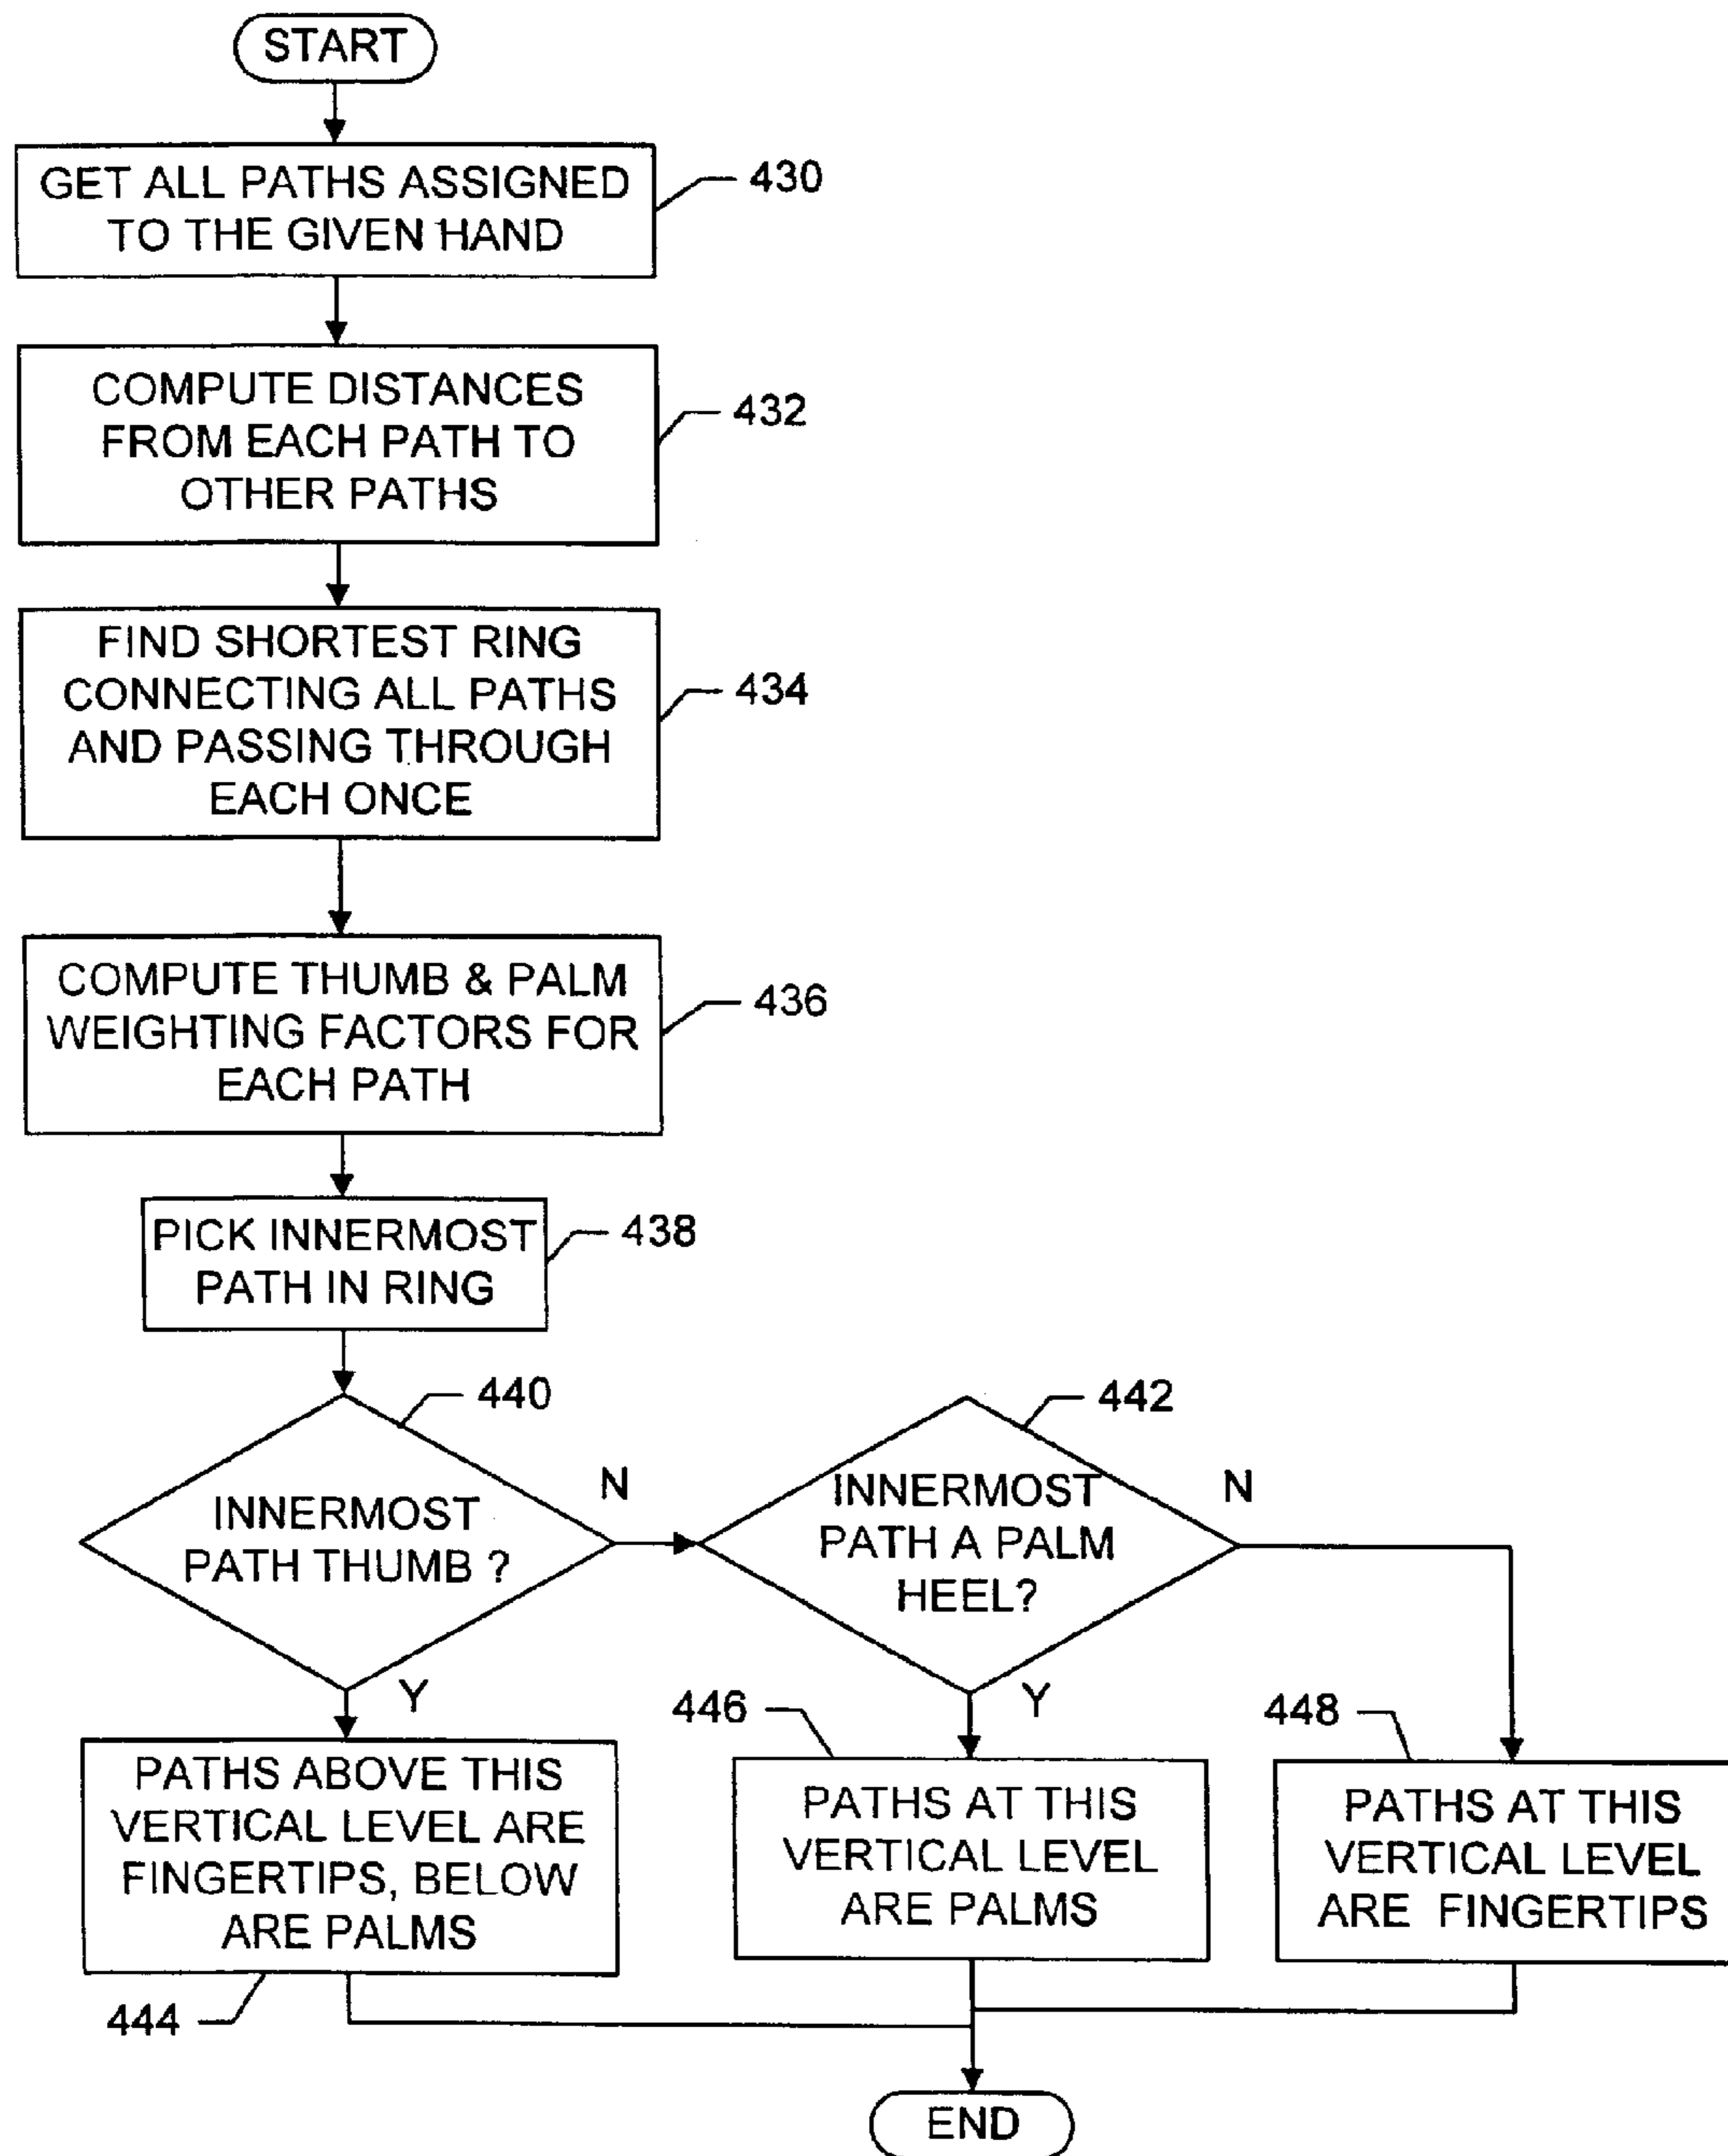 START
GET ALL PATHS ASSIGNED
TO THE GIVEN HAND
430
COMPUTE DISTANCES
FROM EACH PATH TO
OTHER PATHS
432
FIND SHORTEST RING
CONNECTING ALL PATHS
AND PASSING THROUGH
EACH ONCE
434
COMPUTE THUMB & PALM
WEIGHTING FACTORS FOR
EACH PATH
436
PICK INNERMOST
PATH IN RING
438
440
INNERMOST
PATH THUMB ?
N
Y
442
INNERMOST
PATH A PALM
HEEL?
N
Y
PATHS ABOVE THIS
VERTICAL LEVEL ARE
FINGERTIPS, BELOW
ARE PALMS
444
446
PATHS AT THIS
VERTICAL LEVEL
ARE PALMS
448
PATHS AT THIS
VERTICAL LEVEL
ARE FINGERTIPS
END